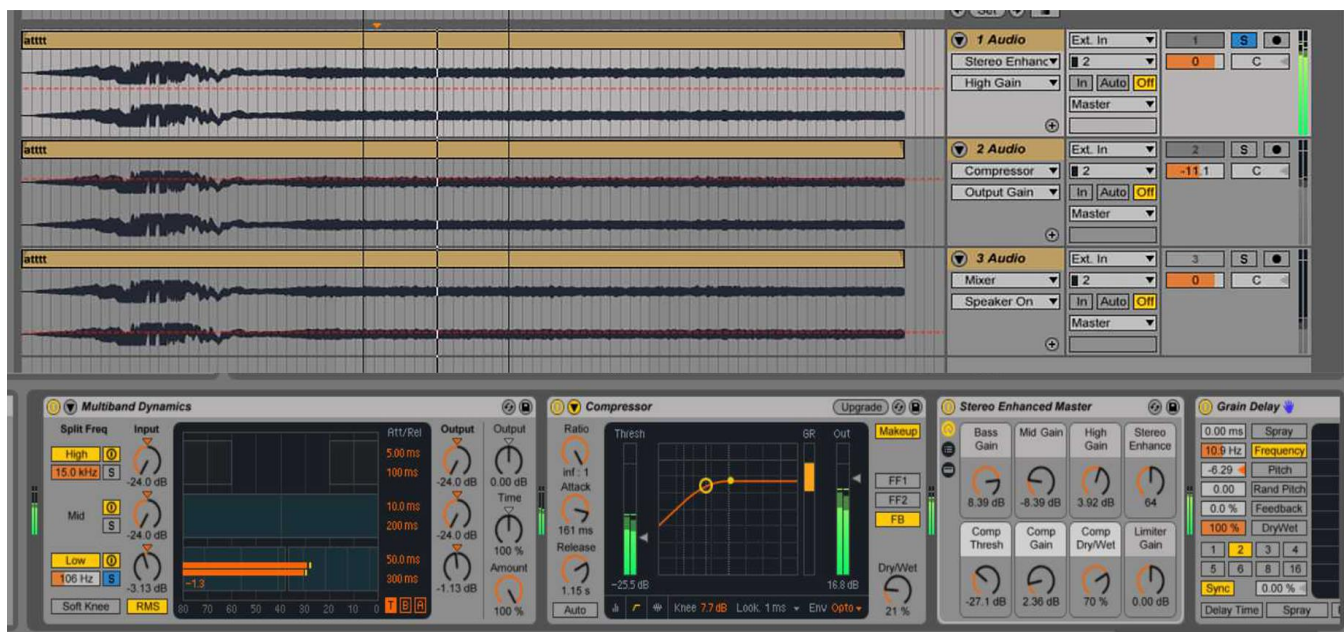 Set
atttt
1 Audio
Ext. In
1
S
Stereo Enhanc
2
0
C
High Gain
In Auto Off
Master
atttt
2 Audio
Ext. In
2
S
Compressor
2
-11.1
C
Output Gain
In Auto Off
Master
atttt
3 Audio
Ext. In
3
S
Mixer
2
0
C
Speaker On
In Auto Off
Master
Multiband Dynamics
Split Freq
Input
High
15.0 kHz S
-24.0 dB
Mid
S
-24.0 dB
Low
106 Hz S
-3.13 dB
Soft Knee
RMS
-1.3
80 70 60 50 40 30 20 10 0
Att/Rel
5.00 ms
100 ms
10.0 ms
200 ms
50.0 ms
300 ms
T B A
Output
-24.0 dB
-24.0 dB
-1.13 dB
Output
0.00 dB
Time
100 %
Amount
100 %
Compressor
Upgrade
Ratio
inf : 1
Attack
161 ms
Release
1.15 s
Auto
Thresh
GR
Out
-25.5 dB
16.8 dB
Knee 7.7 dB Look. 1 ms Env Opto
Makeup
FF1
FF2
FB
Dry/Wet
21 %
Stereo Enhanced Master
Bass Gain
8.39 dB
Mid Gain
-8.39 dB
High Gain
3.92 dB
Stereo Enhance
64
Comp Thresh
-27.1 dB
Comp Gain
2.36 dB
Comp Dry/Wet
70 %
Limiter Gain
0.00 dB
Grain Delay
0.00 ms Spray
10.9 Hz Frequency
-6.29 Pitch
0.00 Rand Pitch
0.0 % Feedback
100 % DryWet
1 2 3 4
5 6 8 16
Sync 0.00 %
Delay Time Spray